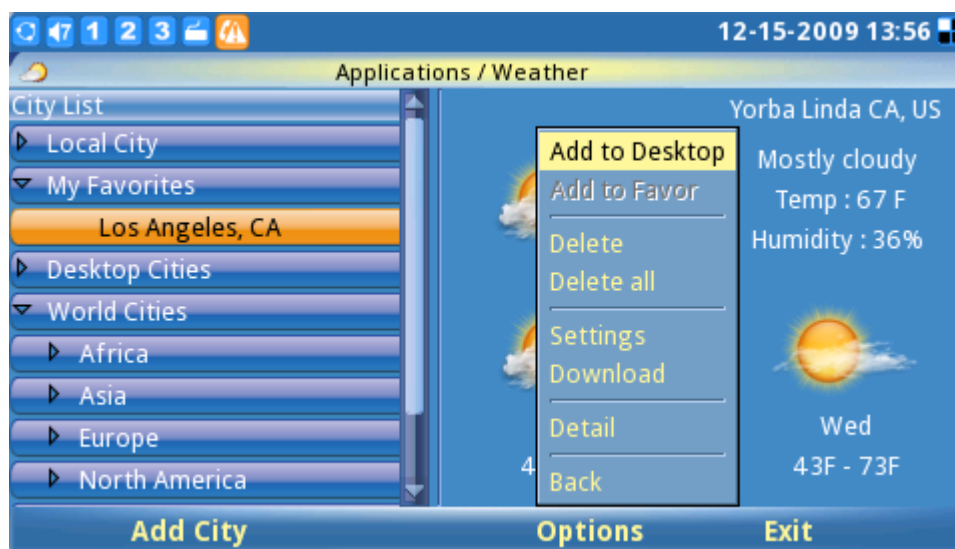 7 1 2 3 12-15-2009 13:56
Applications / Weather
City List
Local City
My Favorites
Los Angeles, CA
Desktop Cities
World Cities
Africa
Asia
Europe
North America
Yorba Linda CA, US
Mostly cloudy
Temp : 67 F
Humidity : 36%
Add to Desktop
Add to Favor
Delete
Delete all
Settings
Download
Detail
Back
4
Wed
43F - 73F
Add City
Options
Exit